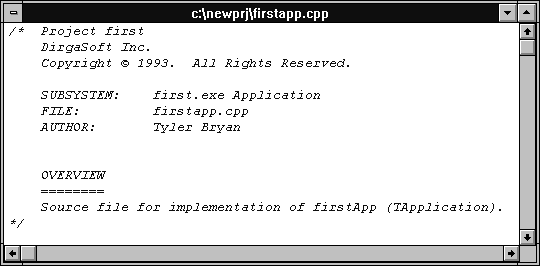 c:\newprj\firstapp.cpp
/*  Project first
    DirgaSoft Inc.
    Copyright © 1993.  All Rights Reserved.

    SUBSYSTEM:    first.exe Application
    FILE:         firstapp.cpp
    AUTHOR:       Tyler Bryan


    OVERVIEW
    ========
    Source file for implementation of firstApp (TApplication).
*/